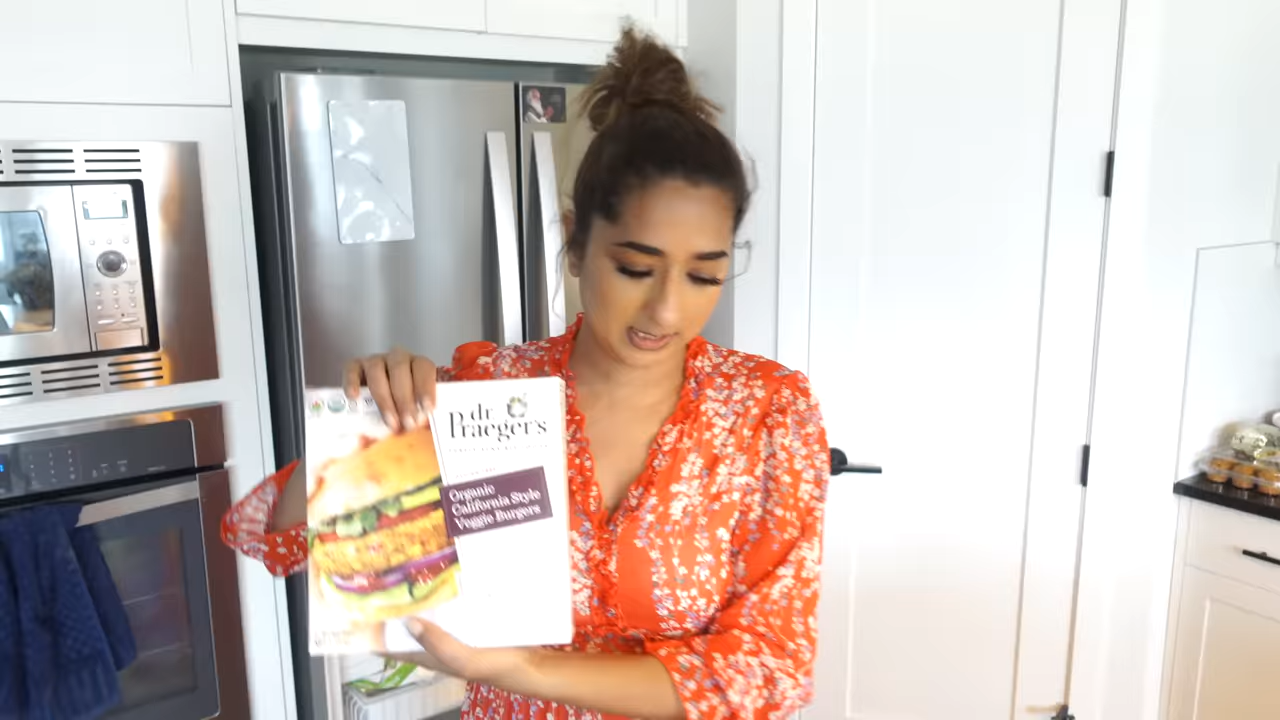 dr.
Praeger's
Organic
California Style
Veggie Burgers